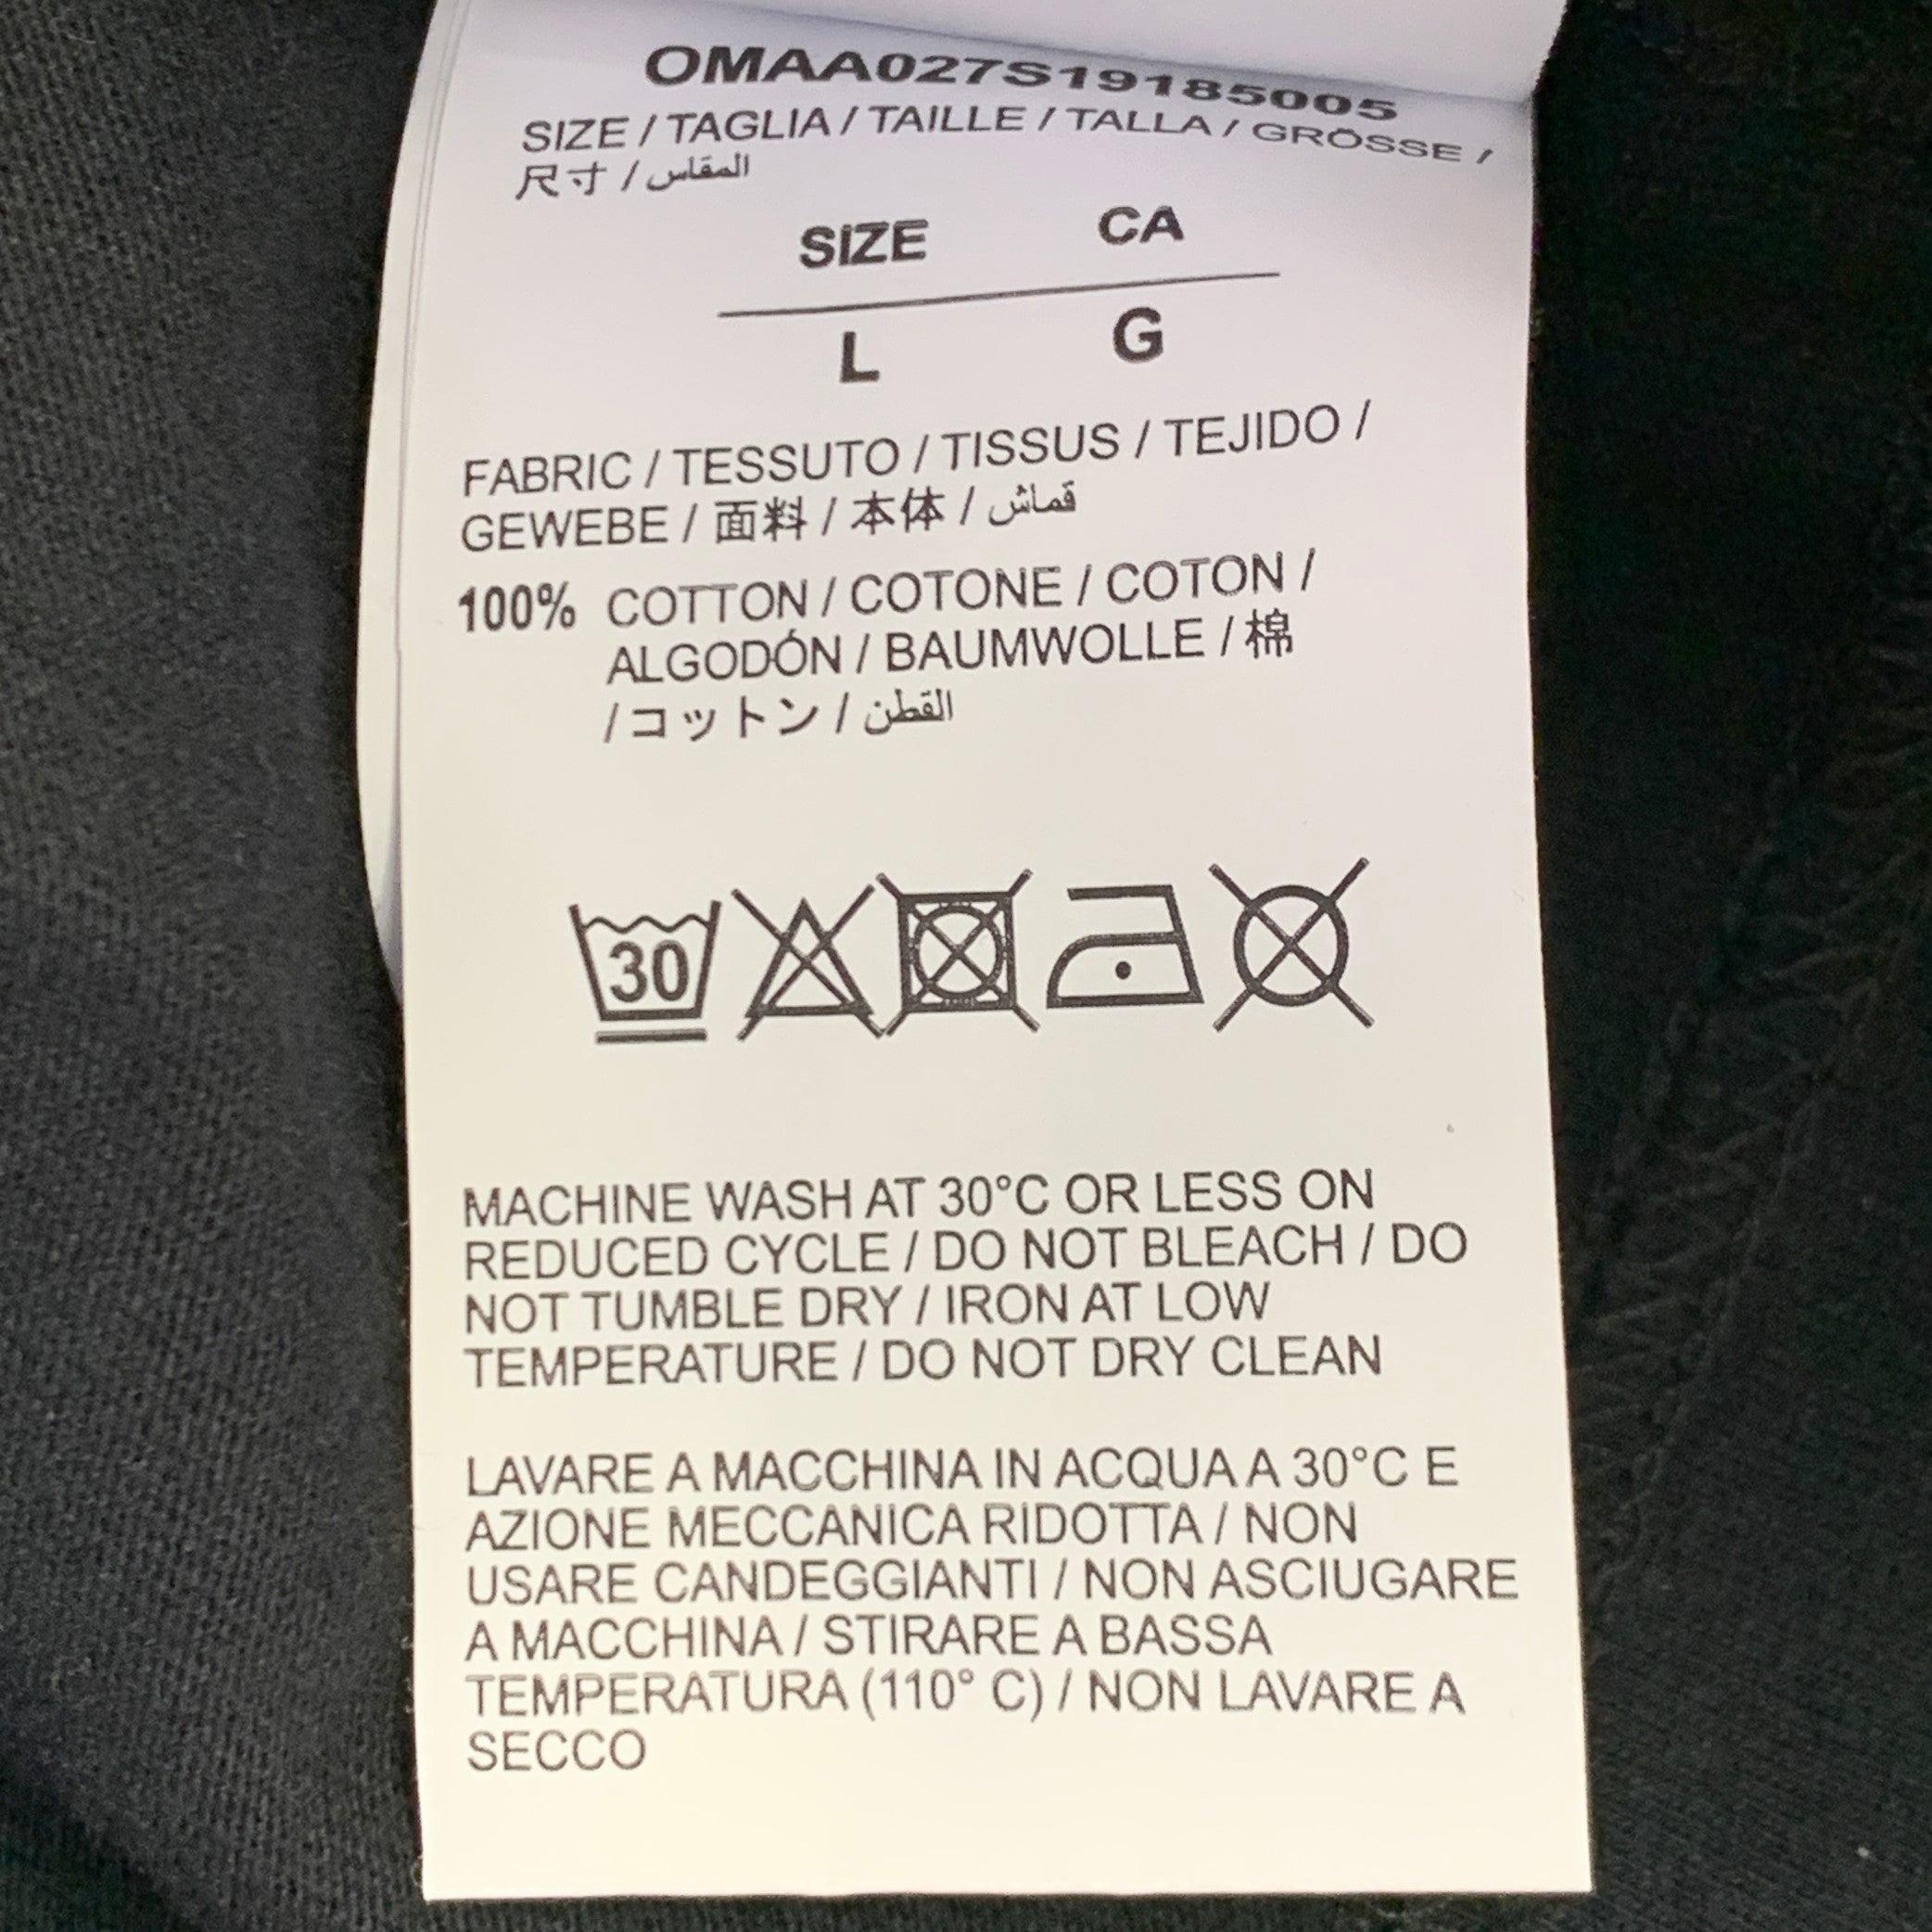 OMAA027S19185005
SIZE / TAGLIA / TAILLE / TALLA / GRÖSSE /
尺寸 / المقاس
SIZE CA
L G
FABRIC / TESSUTO / TISSUS / TEJIDO /
GEWEBE / 面料 / 本体 / قماش
100% COTTON / COTONE / COTON /
ALGODÓN / BAUMWOLLE / 棉
/ コットン / القطن
30
MACHINE WASH AT 30°C OR LESS ON
REDUCED CYCLE / DO NOT BLEACH / DO
NOT TUMBLE DRY / IRON AT LOW
TEMPERATURE / DO NOT DRY CLEAN
LAVARE A MACCHINA IN ACQUA A 30°C E
AZIONE MECCANICA RIDOTTA / NON
USARE CANDEGGIANTI / NON ASCIUGARE
A MACCHINA / STIRARE A BASSA
TEMPERATURA (110° C) / NON LAVARE A
SECCO